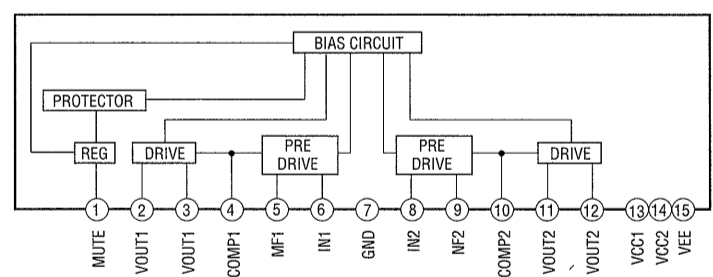 BIAS CIRCUIT
PROTECTOR
REG
DRIVE
PRE
DRIVE
PRE
DRIVE
DRIVE
1 2 3 4 5 6 7 8 9 10 11 12 13 14 15
MUTE
VOUT1
VOUT1
COMP1
MF1
IN1
GND
IN2
NF2
COMP2
VOUT2
VOUT2
VCC1
VCC2
VEE